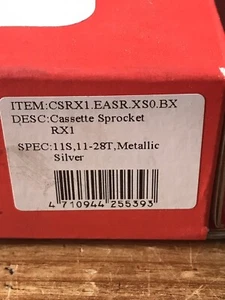 ITEM:CSRX1.EASR.XS0.BX
DESC:Cassette Sprocket
RX1
SPEC:11S,11-28T,Metallic
Silver
4 710944 255393